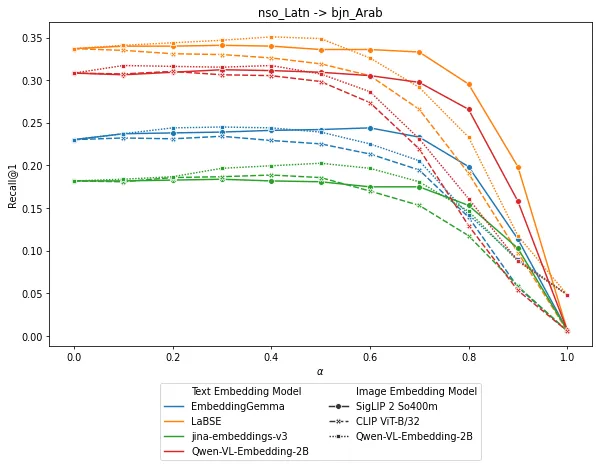 nso_Latn -> bjn_Arab
0.35
0.30
0.25
0.20
0.15
0.10
0.05
0.00
Recall@1
0.0
0.2
0.4
0.6
0.8
1.0
α
Text Embedding Model
EmbeddingGemma
LaBSE
jina-embeddings-v3
Qwen-VL-Embedding-2B
Image Embedding Model
SigLIP 2 So400m
CLIP ViT-B/32
Qwen-VL-Embedding-2B